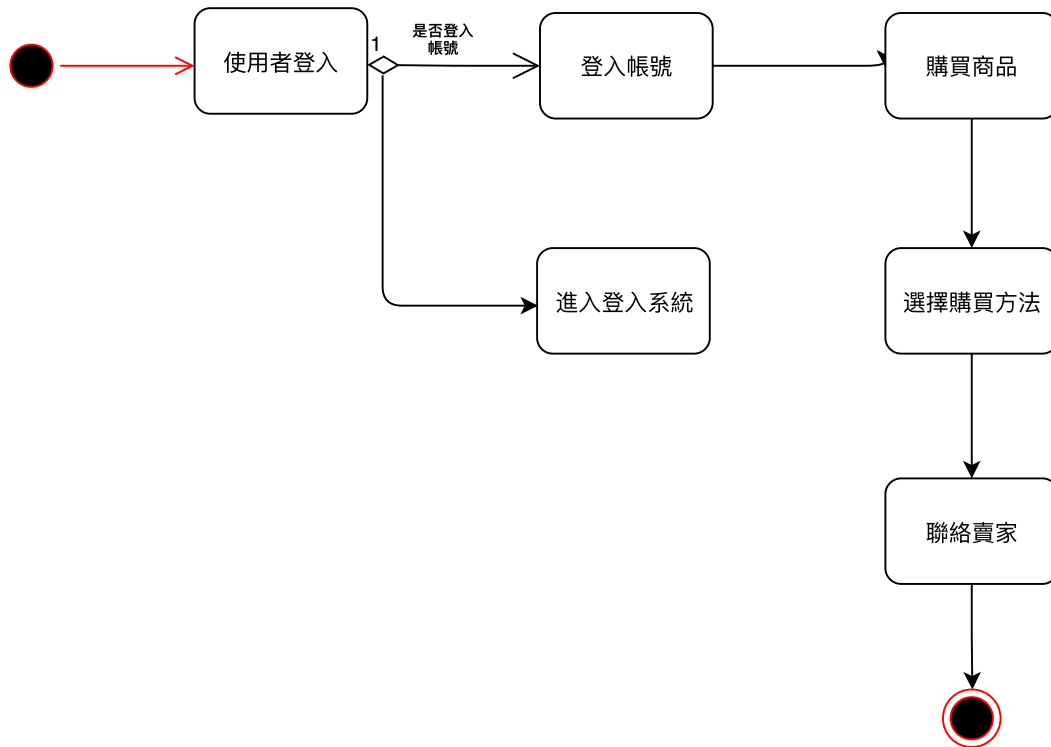 使用者登入
1
是否登入
帳號
登入帳號
購買商品
進入登入系統
選擇購買方法
聯絡賣家